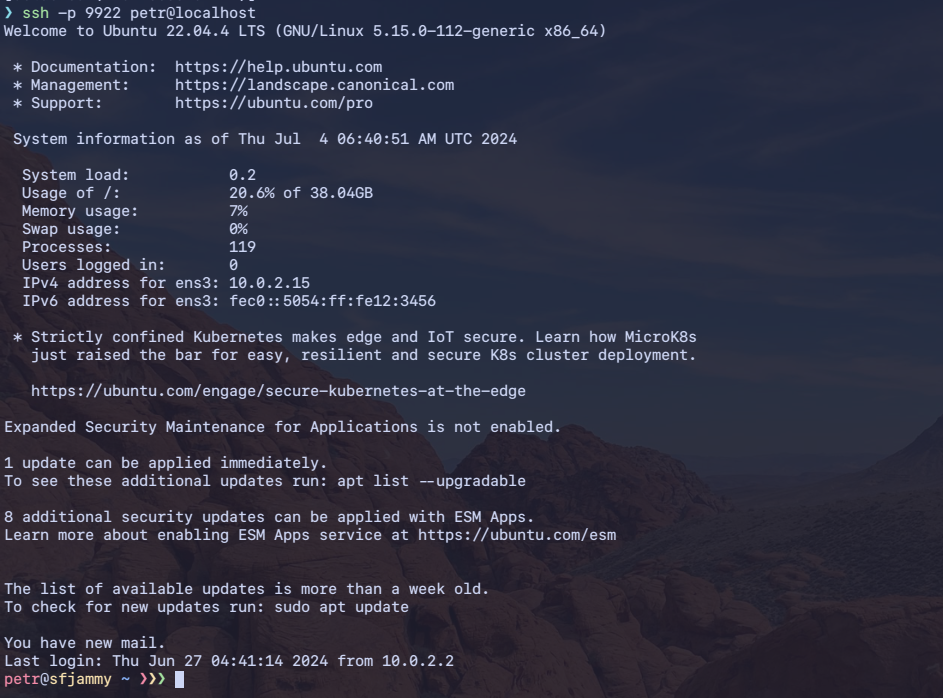 ❯ ssh -p 9922 petr@localhost
Welcome to Ubuntu 22.04.4 LTS (GNU/Linux 5.15.0-112-generic x86_64)

 * Documentation:  https://help.ubuntu.com
 * Management:     https://landscape.canonical.com
 * Support:        https://ubuntu.com/pro

 System information as of Thu Jul  4 06:40:51 AM UTC 2024

  System load:           0.2
  Usage of /:            20.6% of 38.04GB
  Memory usage:          7%
  Swap usage:            0%
  Processes:             119
  Users logged in:       0
  IPv4 address for ens3: 10.0.2.15
  IPv6 address for ens3: fec0::5054:ff:fe12:3456

 * Strictly confined Kubernetes makes edge and IoT secure. Learn how MicroK8s
   just raised the bar for easy, resilient and secure K8s cluster deployment.

   https://ubuntu.com/engage/secure-kubernetes-at-the-edge

Expanded Security Maintenance for Applications is not enabled.

1 update can be applied immediately.
To see these additional updates run: apt list --upgradable

8 additional security updates can be applied with ESM Apps.
Learn more about enabling ESM Apps service at https://ubuntu.com/esm


The list of available updates is more than a week old.
To check for new updates run: sudo apt update

You have new mail.
Last login: Thu Jun 27 04:41:14 2024 from 10.0.2.2
petr@sfjammy ~ ❯❯❯